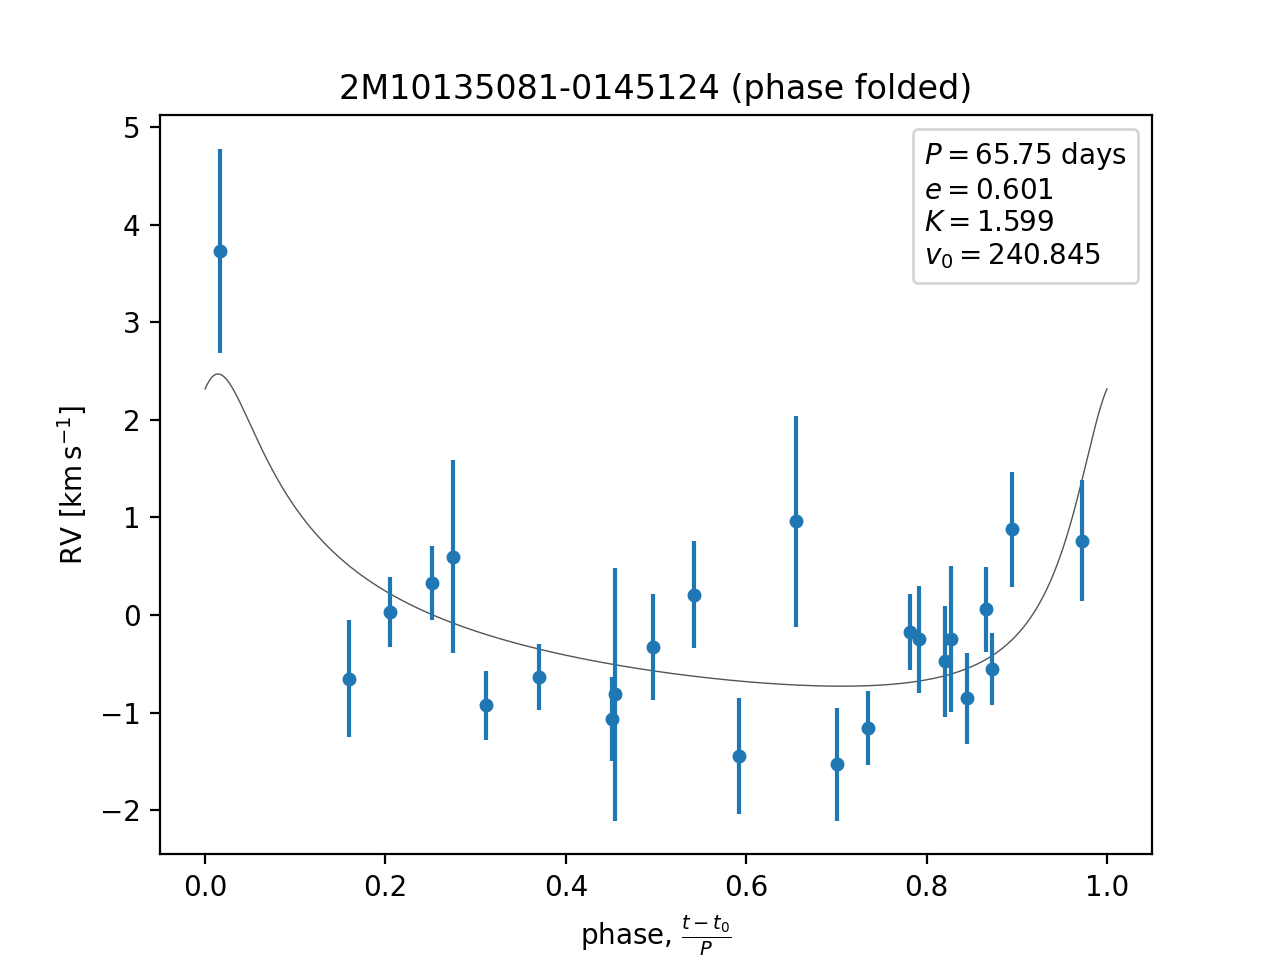 2M10135081-0145124 (phase folded)
P = 65.75 days
e = 0.601
K = 1.599
v₀ = 240.845
5
4
3
2
1
0
−1
−2
RV [km s⁻¹]
0.0 0.2 0.4 0.6 0.8 1.0
phase, (t − t₀)/P